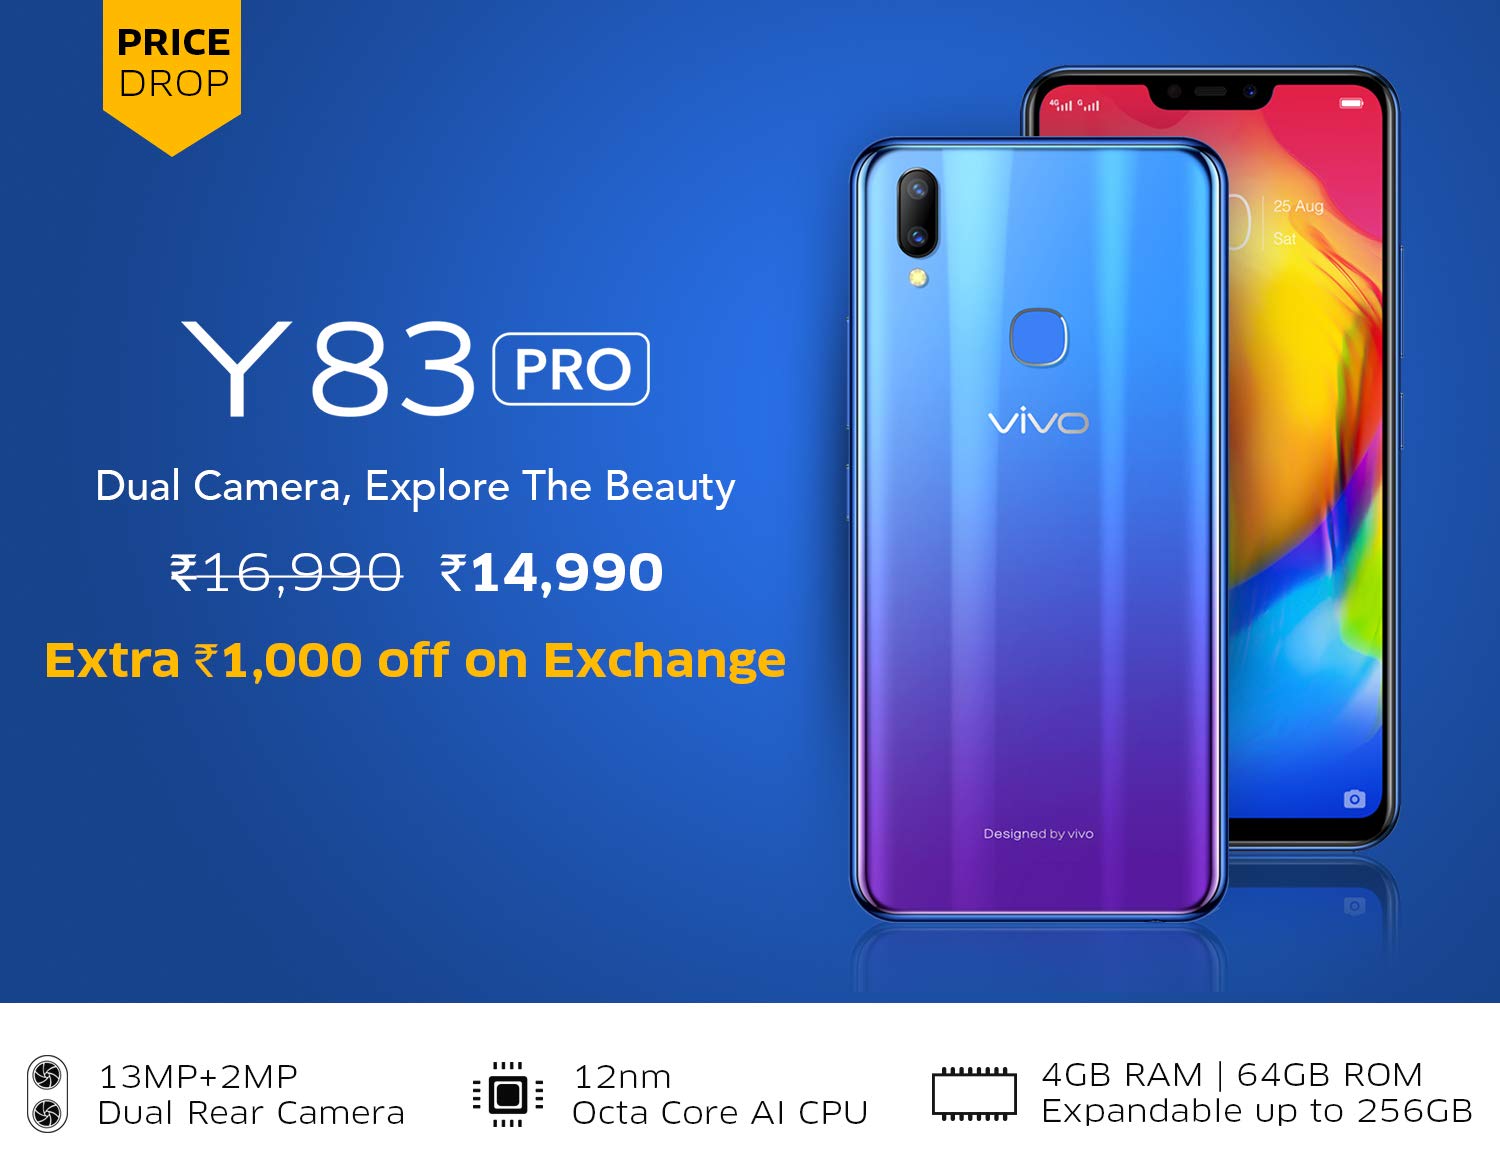 PRICE
DROP
Y83 PRO
Dual Camera, Explore The Beauty
₹16,990 ₹14,990
Extra ₹1,000 off on Exchange
4G G
25 Aug
Sat
vivo
Designed by vivo
13MP+2MP
Dual Rear Camera
12nm
Octa Core AI CPU
4GB RAM | 64GB ROM
Expandable up to 256GB